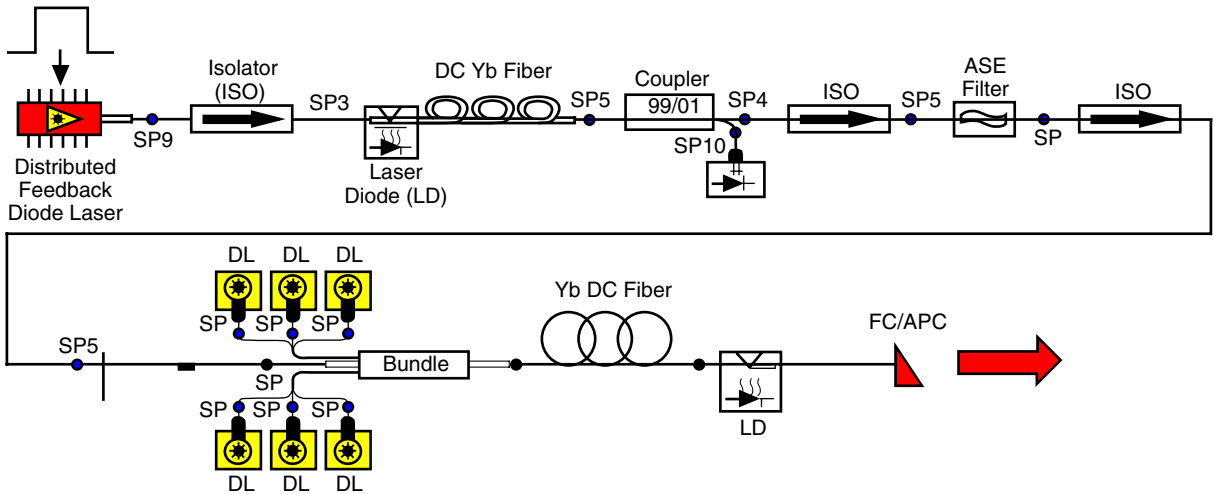 Isolator
(ISO)
DC Yb Fiber
Coupler
99/01
ASE
Filter
ISO
ISO
SP9
SP3
SP5
SP4
SP5
SP
SP10
Distributed
Feedback
Diode Laser
Laser
Diode (LD)
DL
DL
DL
SP
SP
SP
Yb DC Fiber
FC/APC
SP5
SP
Bundle
SP
SP
SP
LD
DL
DL
DL